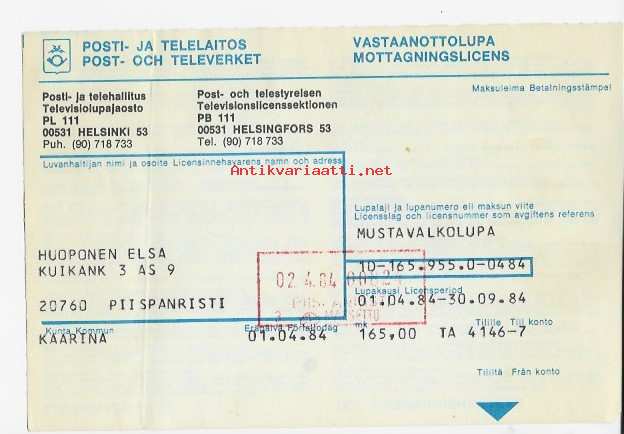 POSTI- JA TELELAITOS
POST- OCH TELEVERKET
VASTAANOTTOLUPA
MOTTAGNINGSLICENS
Posti- ja telehallitus
Televisiolupajaosto
PL 111
00531 HELSINKI 53
Puh. (90) 718 733
Post- och telestyrelsen
Televisionslicenssektionen
PB 111
00531 HELSINGFORS 53
Tel. (90) 718 733
Maksuleima Betalningsstämpel
Luvanhaltijan nimi ja osoite Licensinnehavarens namn och adress
Antikvariaatti.net
Lupalaji ja lupanumero eli maksun viite
Licensslag och licensnummer som avgiftens referens
MUSTAVALKOLUPA
HUOPONEN ELSA
KUIKANK 3 AS 9
10-165.955.0-0484
02.4.84
Lupakausi Licensperiod
20760 PIISPANRISTI
01.04.84-30.09.84
Kunta Kommun
Eräpäivä Förfallodag
mk
Tilille Till konto
KAARINA
01.04.84
165,00
TA 4146-7
Tililtä Från konto